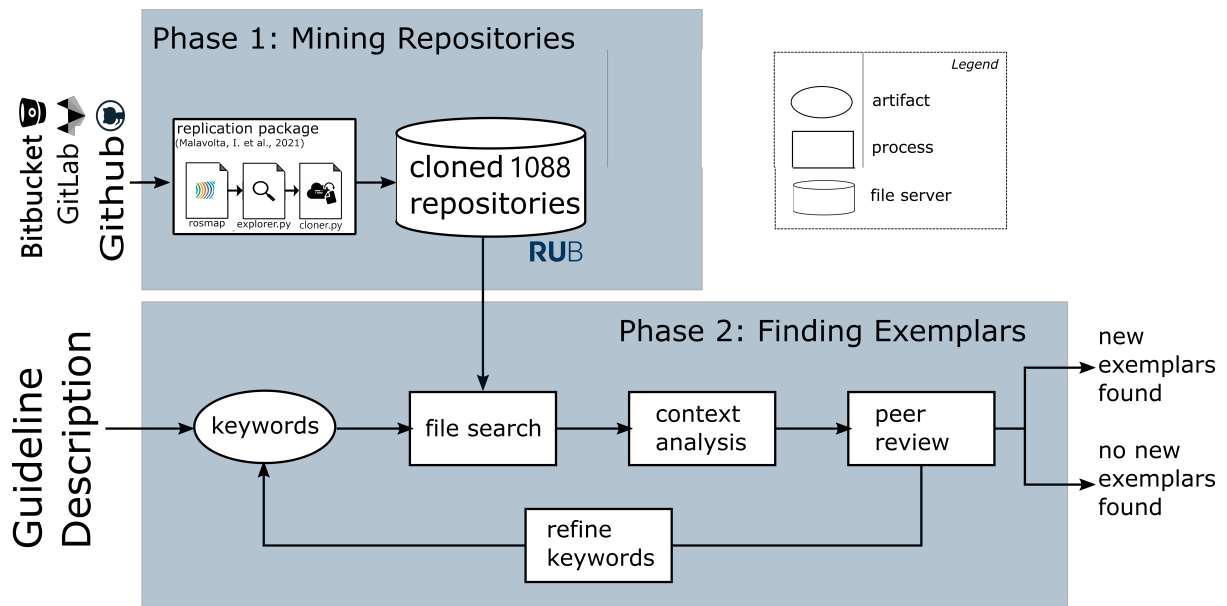 Phase 1: Mining Repositories
Bitbucket
GitLab
Github
replication package
(Malavolta, I. et al., 2021)
rosmap
explorer.py
cloner.py
cloned 1088
repositories
RUB
Legend
artifact
process
file server
Phase 2: Finding Exemplars
Guideline
Description
keywords
file search
context
analysis
peer
review
refine
keywords
new
exemplars
found
no new
exemplars
found